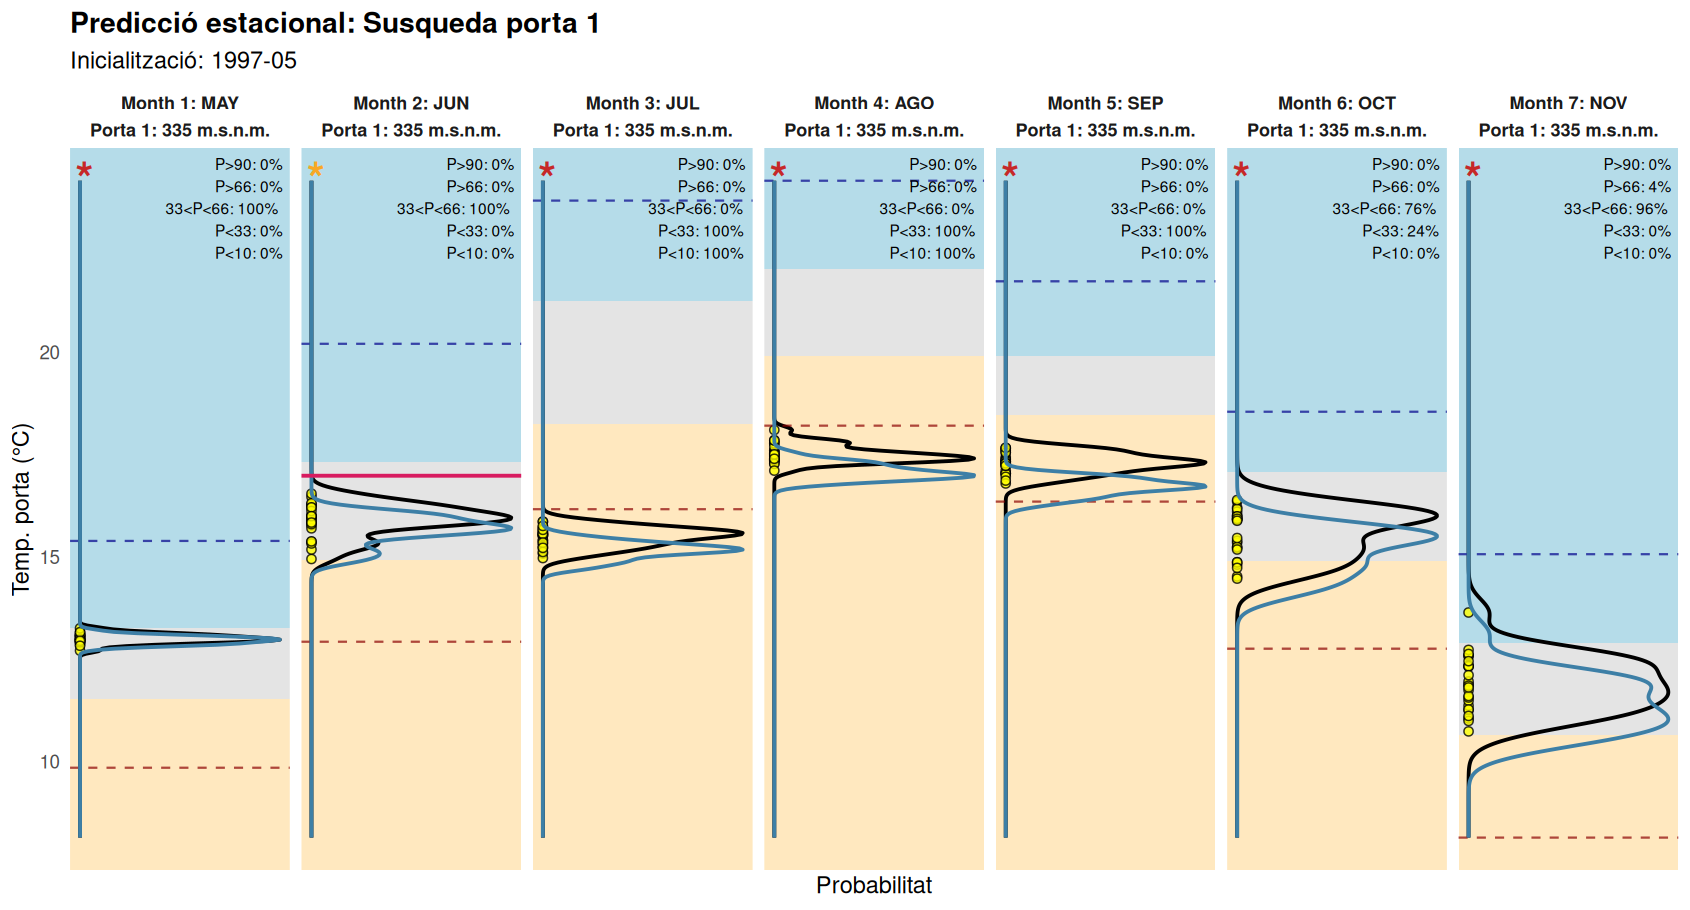 Predicció estacional: Susqueda porta 1
Inicialització: 1997-05
Month 1: MAY
Porta 1: 335 m.s.n.m.
Month 2: JUN
Porta 1: 335 m.s.n.m.
Month 3: JUL
Porta 1: 335 m.s.n.m.
Month 4: AGO
Porta 1: 335 m.s.n.m.
Month 5: SEP
Porta 1: 335 m.s.n.m.
Month 6: OCT
Porta 1: 335 m.s.n.m.
Month 7: NOV
Porta 1: 335 m.s.n.m.
*
P>90: 0%
P>66: 0%
33<P<66: 100%
P<33: 0%
P<10: 0%
*
P>90: 0%
P>66: 0%
33<P<66: 100%
P<33: 0%
P<10: 0%
*
P>90: 0%
P>66: 0%
33<P<66: 0%
P<33: 100%
P<10: 100%
*
P>90: 0%
P>66: 0%
33<P<66: 0%
P<33: 100%
P<10: 100%
*
P>90: 0%
P>66: 0%
33<P<66: 0%
P<33: 100%
P<10: 0%
*
P>90: 0%
P>66: 0%
33<P<66: 76%
P<33: 24%
P<10: 0%
*
P>90: 0%
P>66: 4%
33<P<66: 96%
P<33: 0%
P<10: 0%
20
15
10
Temp. porta (°C)
Probabilitat